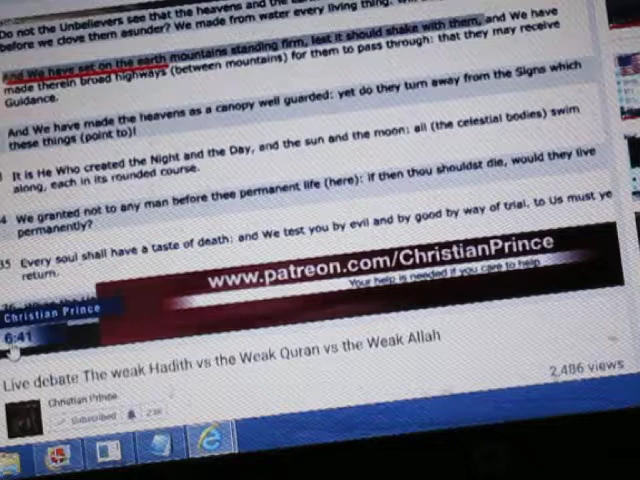 Do not the Unbelievers see that the heavens and the
before we clove them asunder? We made from water every living thing.
And We have set on the earth mountains standing firm, lest it should shake with them, and We have
made therein broad highways (between mountains) for them to pass through: that they may receive
Guidance.
And We have made the heavens as a canopy well guarded: yet do they turn away from the Signs which
these things (point to)!
It is He Who created the Night and the Day, and the sun and the moon: all (the celestial bodies) swim
along, each in its rounded course.
4 We granted not to any man before thee permanent life (here): if then thou shouldst die, would they live
permanently?
35 Every soul shall have a taste of death: and We test you by evil and by good by way of trial, to Us must ye
return.
www.patreon.com/ChristianPrince
Your help is needed if you care to help
Christian Prince
6:41
Live debate The weak Hadith vs the Weak Quran vs the Weak Allah
2,486 views
Christian Prince
Subscribed